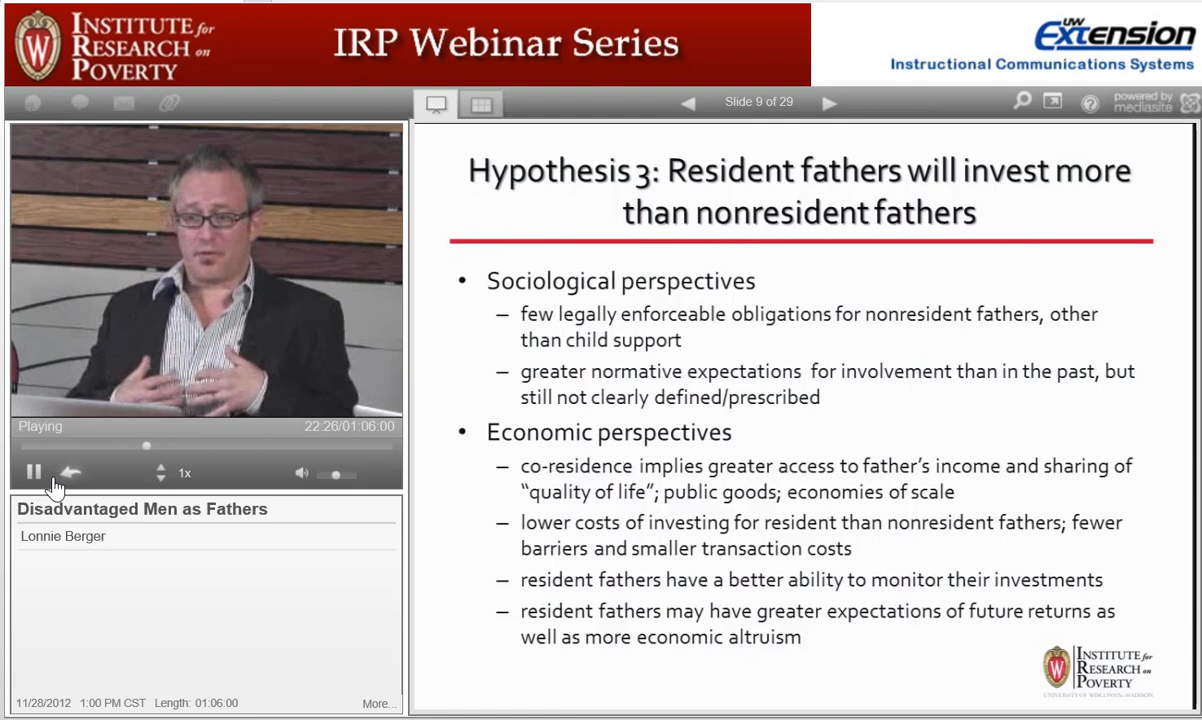 INSTITUTE for
RESEARCH on
POVERTY
IRP Webinar Series
UW
Extension
Instructional Communications Systems
Slide 9 of 29
powered by
mediasite
Hypothesis 3: Resident fathers will invest more
than nonresident fathers
• Sociological perspectives
– few legally enforceable obligations for nonresident fathers, other
than child support
– greater normative expectations for involvement than in the past, but
still not clearly defined/prescribed
• Economic perspectives
– co-residence implies greater access to father's income and sharing of
"quality of life"; public goods; economies of scale
– lower costs of investing for resident than nonresident fathers; fewer
barriers and smaller transaction costs
– resident fathers have a better ability to monitor their investments
– resident fathers may have greater expectations of future returns as
well as more economic altruism
INSTITUTE for
RESEARCH on
POVERTY
UNIVERSITY OF WISCONSIN-MADISON
Playing 22:26/01:06:00
1x
Disadvantaged Men as Fathers
Lonnie Berger
11/28/2012 1:00 PM CST Length: 01:06:00 More...